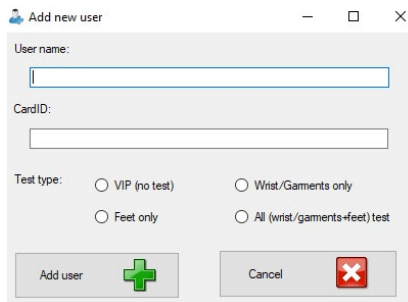 Add new user
User name:
CardID:
Test type:
VIP (no test)
Wrist/Garments only
Feet only
All (wrist/garments+feet) test
Add user
Cancel